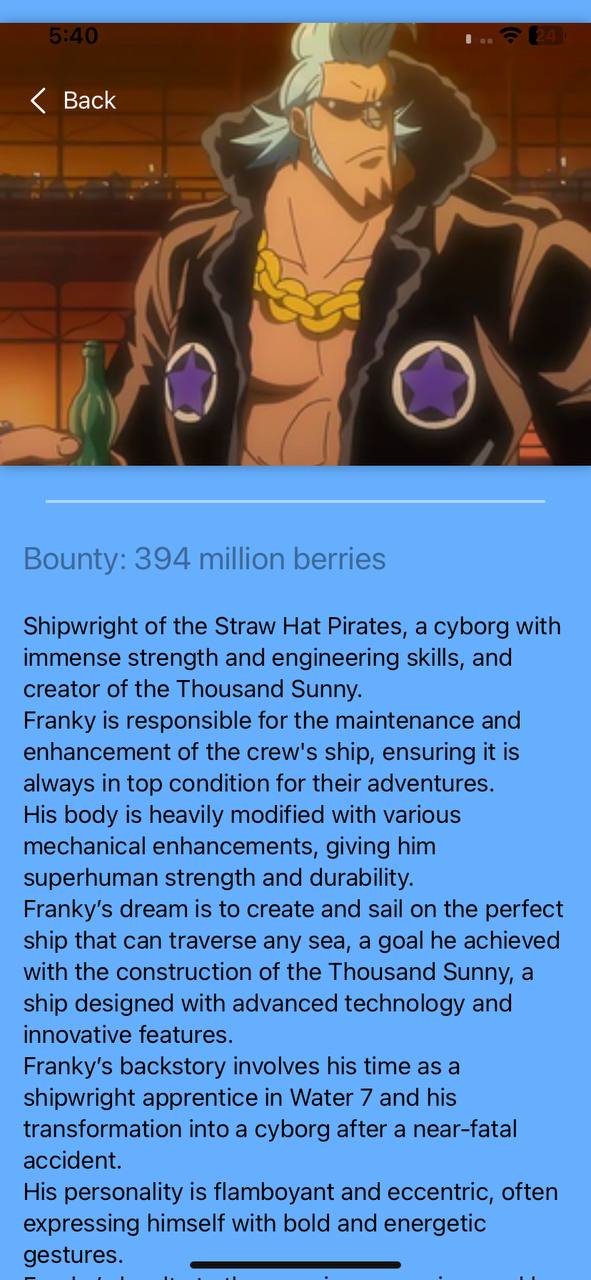 5:40
24
Back
Bounty: 394 million berries
Shipwright of the Straw Hat Pirates, a cyborg with
immense strength and engineering skills, and
creator of the Thousand Sunny.
Franky is responsible for the maintenance and
enhancement of the crew's ship, ensuring it is
always in top condition for their adventures.
His body is heavily modified with various
mechanical enhancements, giving him
superhuman strength and durability.
Franky’s dream is to create and sail on the perfect
ship that can traverse any sea, a goal he achieved
with the construction of the Thousand Sunny, a
ship designed with advanced technology and
innovative features.
Franky’s backstory involves his time as a
shipwright apprentice in Water 7 and his
transformation into a cyborg after a near-fatal
accident.
His personality is flamboyant and eccentric, often
expressing himself with bold and energetic
gestures.